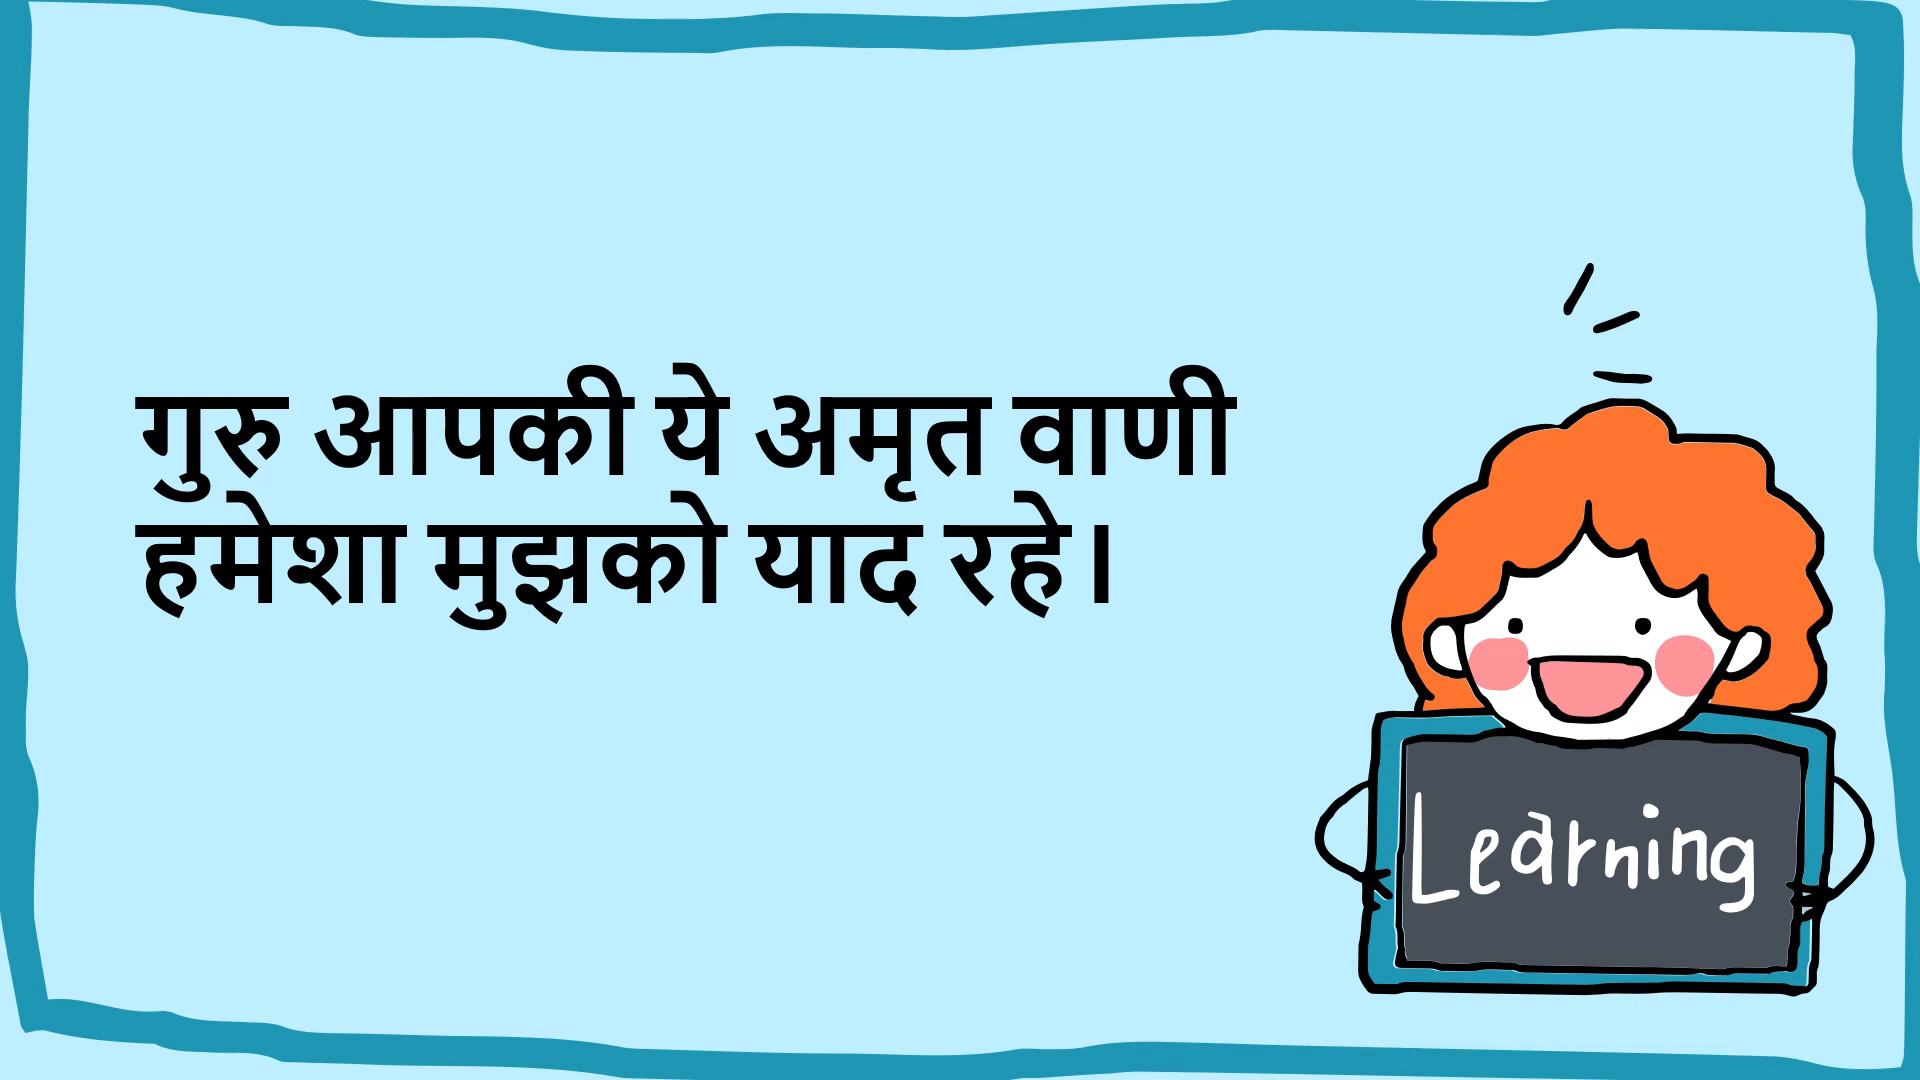 गुरु आपकी ये अमृत वाणी
हमेशा मुझको याद रहे।
Learning